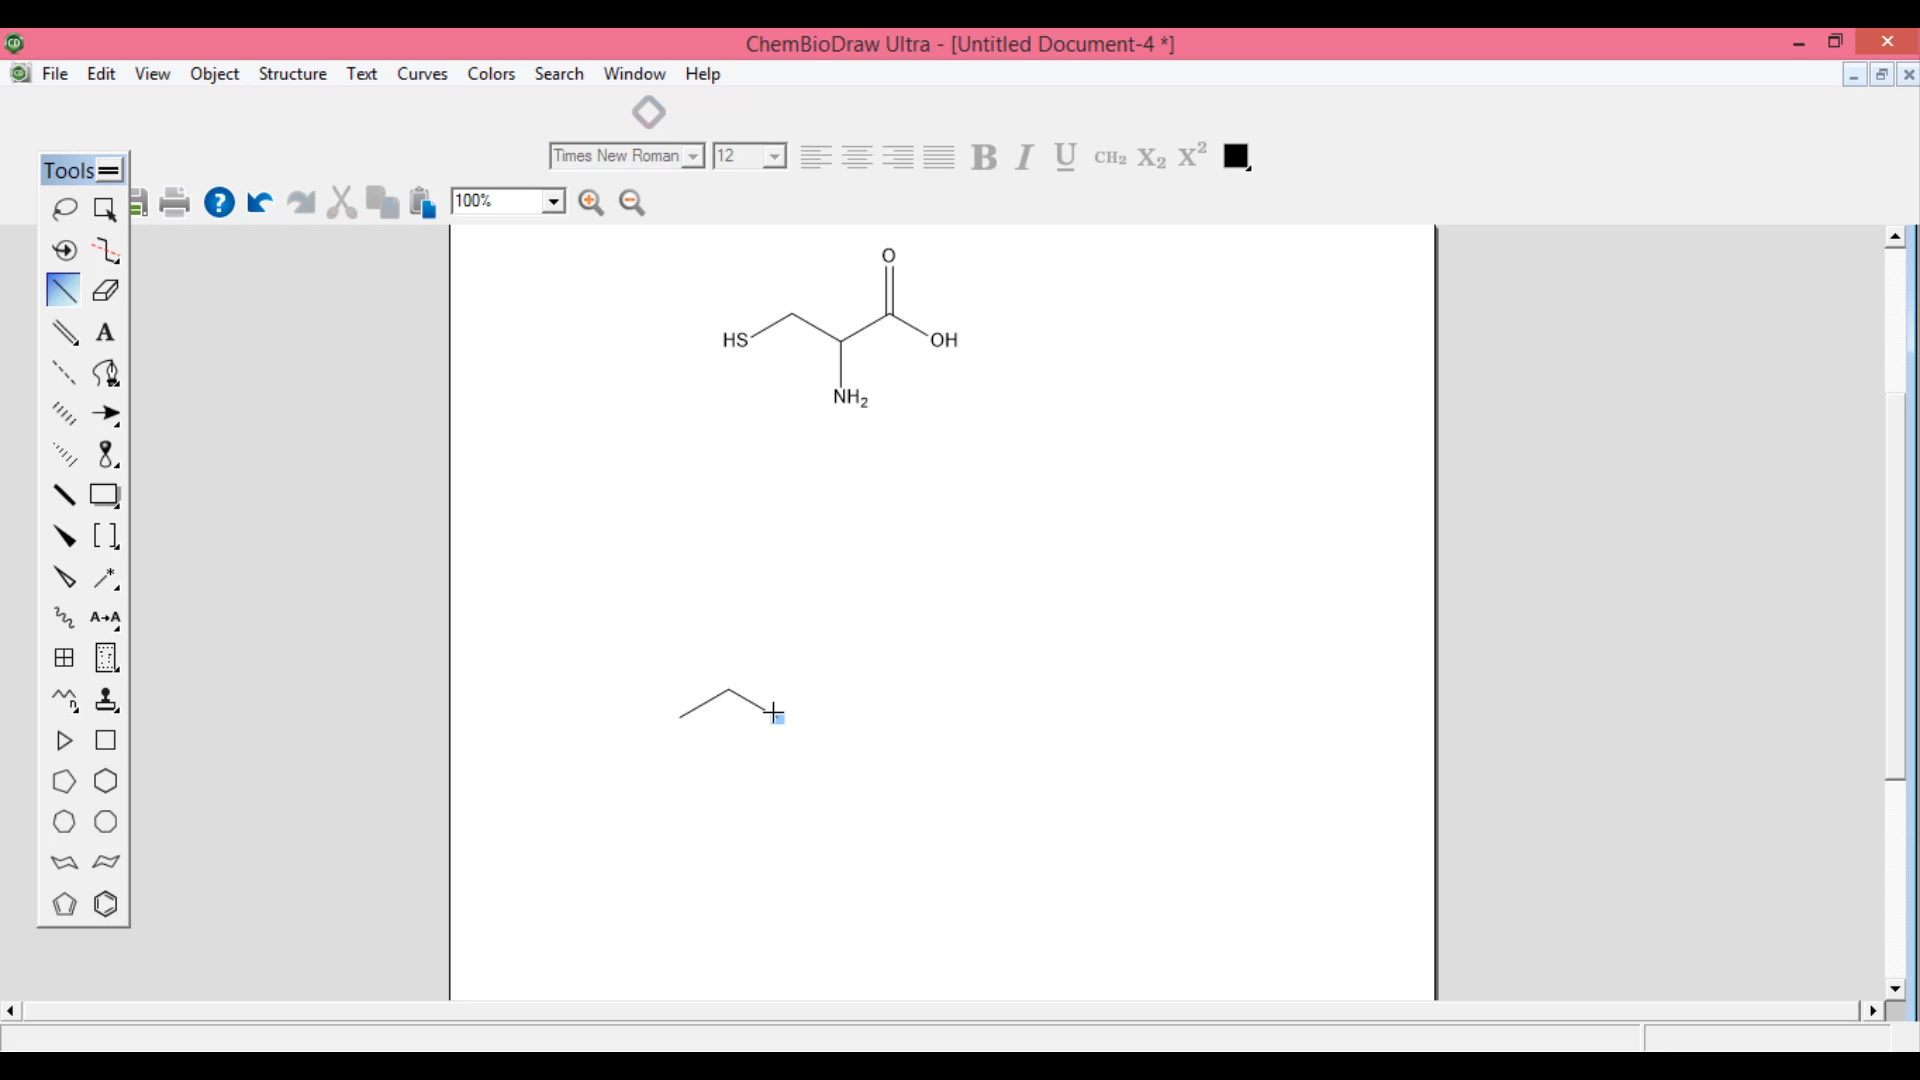 ChemBioDraw Ultra - [Untitled Document-4 *]
File Edit View Object Structure Text Curves Colors Search Window Help
Times New Roman 12 B I U CH₂ X₂ X²
Tools
100%
A
A→A
n
O
HS
OH
NH₂